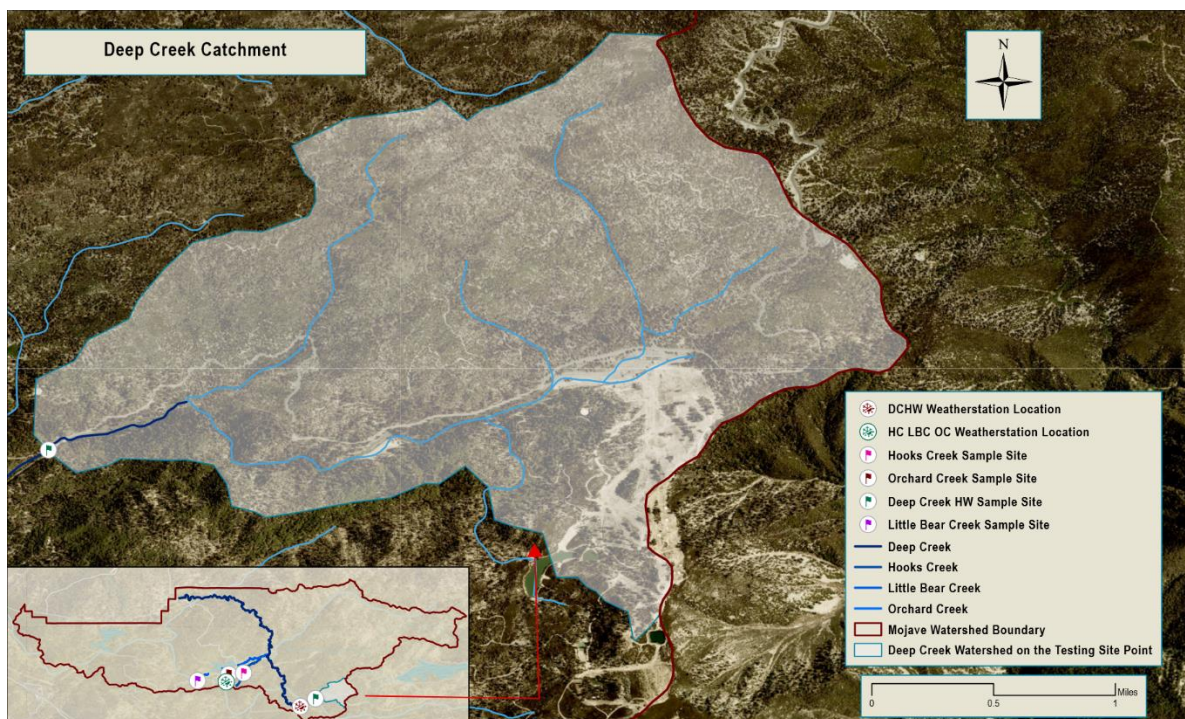 Deep Creek Catchment
N
DCHW Weatherstation Location
HC LBC OC Weatherstation Location
Hooks Creek Sample Site
Orchard Creek Sample Site
Deep Creek HW Sample Site
Little Bear Creek Sample Site
Deep Creek
Hooks Creek
Little Bear Creek
Orchard Creek
Mojave Watershed Boundary
Deep Creek Watershed on the Testing Site Point
Miles
0 0.5 1